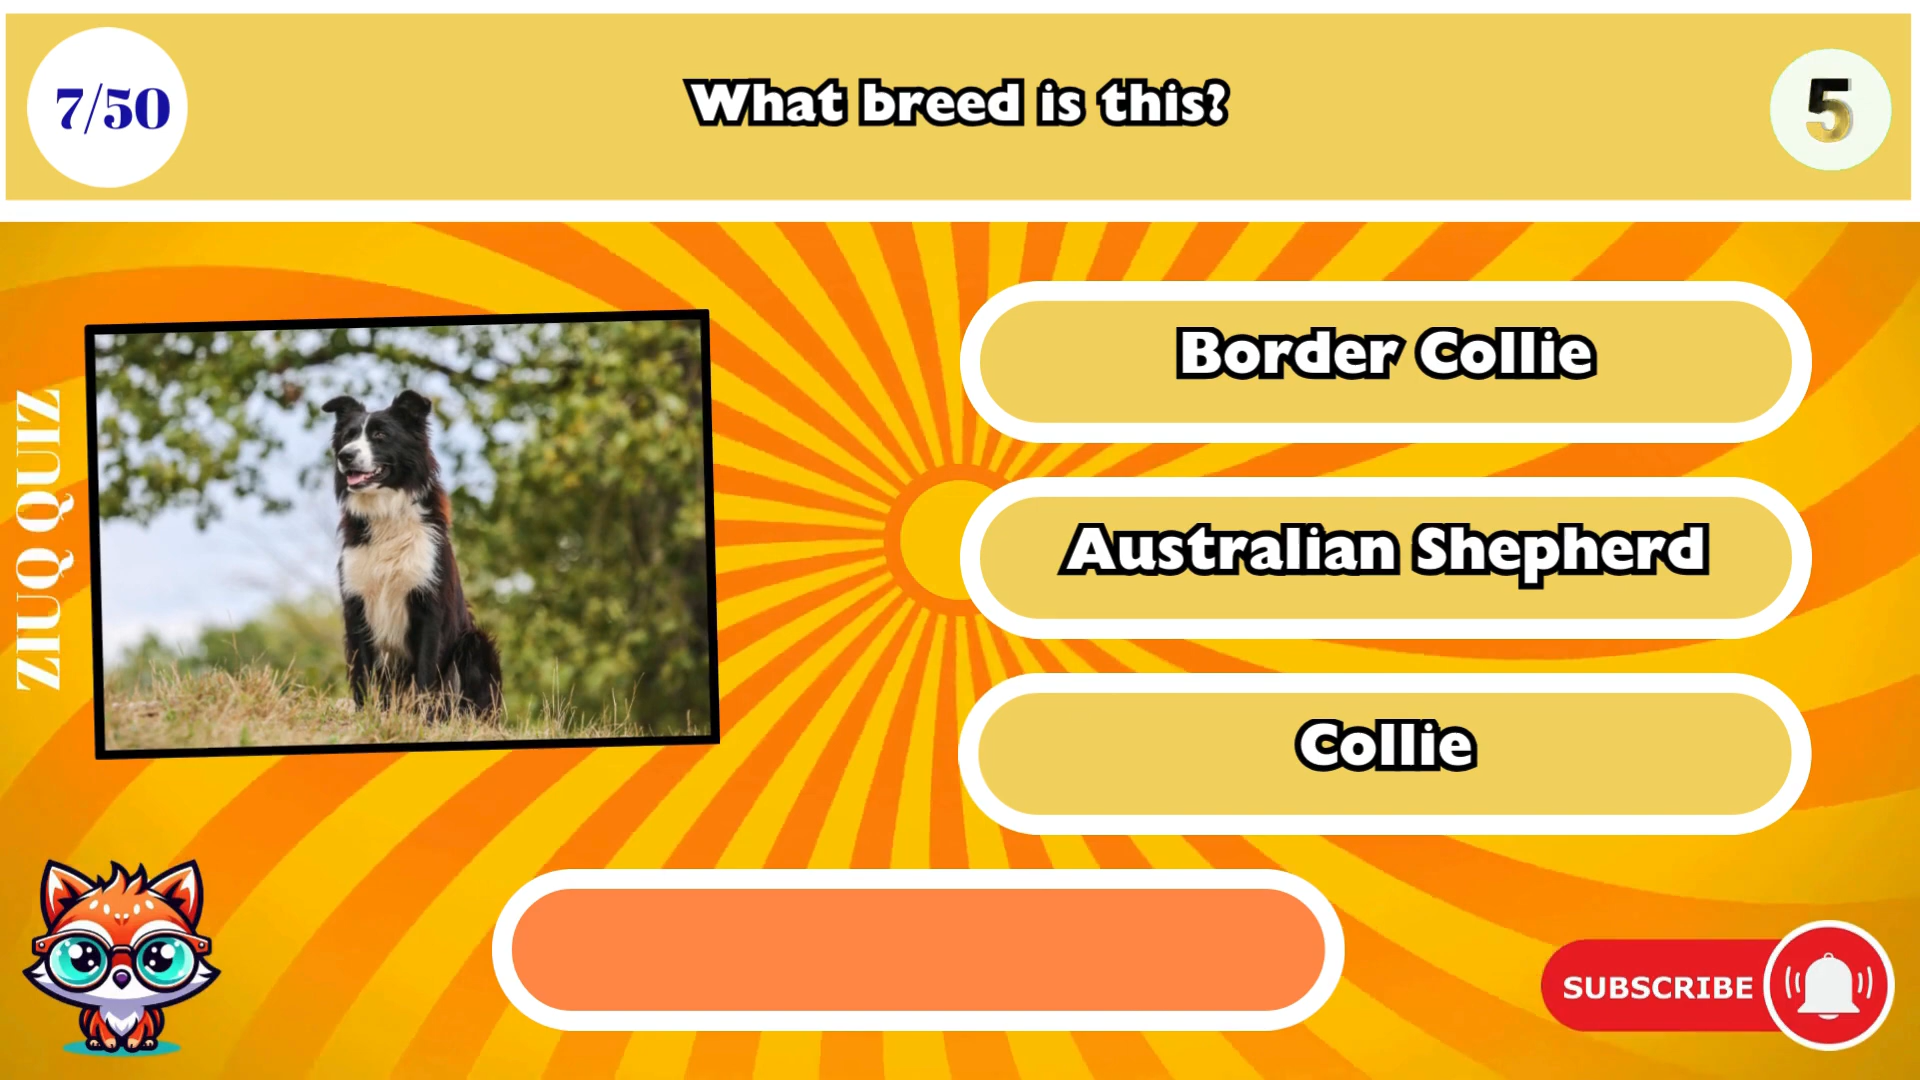 7/50
What breed is this?
5
ZIUQ QUIZ
Border Collie
Australian Shepherd
Collie
SUBSCRIBE